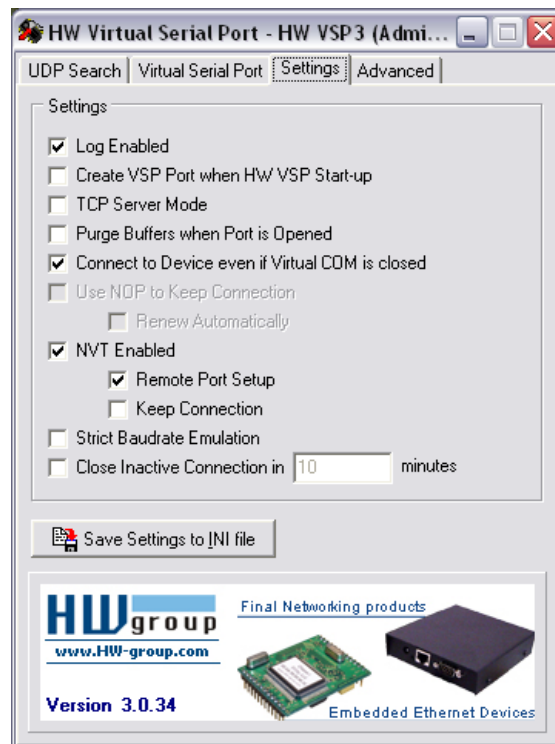 HW Virtual Serial Port - HW VSP3 (Admi...
UDP Search Virtual Serial Port Settings Advanced
Settings
Log Enabled
Create VSP Port when HW VSP Start-up
TCP Server Mode
Purge Buffers when Port is Opened
Connect to Device even if Virtual COM is closed
Use NOP to Keep Connection
Renew Automatically
NVT Enabled
Remote Port Setup
Keep Connection
Strict Baudrate Emulation
Close Inactive Connection in 10 minutes
Save Settings to INI file
HW group
www.HW-group.com
Version 3.0.34
Final Networking products
Embedded Ethernet Devices